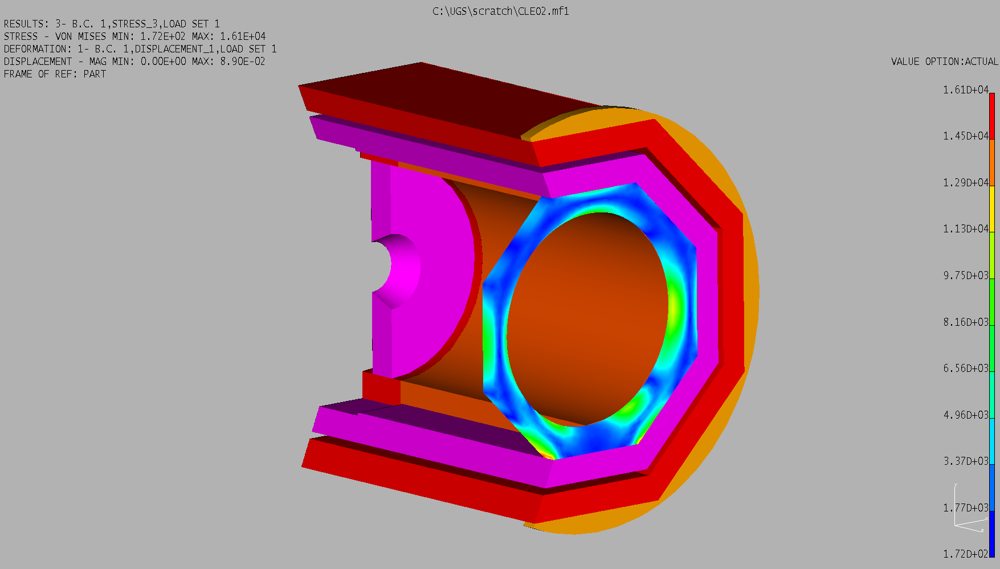 C:\UGS\scratch\CLE02.mf1
RESULTS: 3- B.C. 1,STRESS_3,LOAD SET 1
STRESS - VON MISES MIN: 1.72E+02 MAX: 1.61E+04
DEFORMATION: 1- B.C. 1,DISPLACEMENT_1,LOAD SET 1
DISPLACEMENT - MAG MIN: 0.00E+00 MAX: 8.90E-02
FRAME OF REF: PART
VALUE OPTION:ACTUAL
1.61D+04
1.45D+04
1.29D+04
1.13D+04
9.75D+03
8.16D+03
6.56D+03
4.96D+03
3.37D+03
1.77D+03
1.72D+02
Y
X
Z